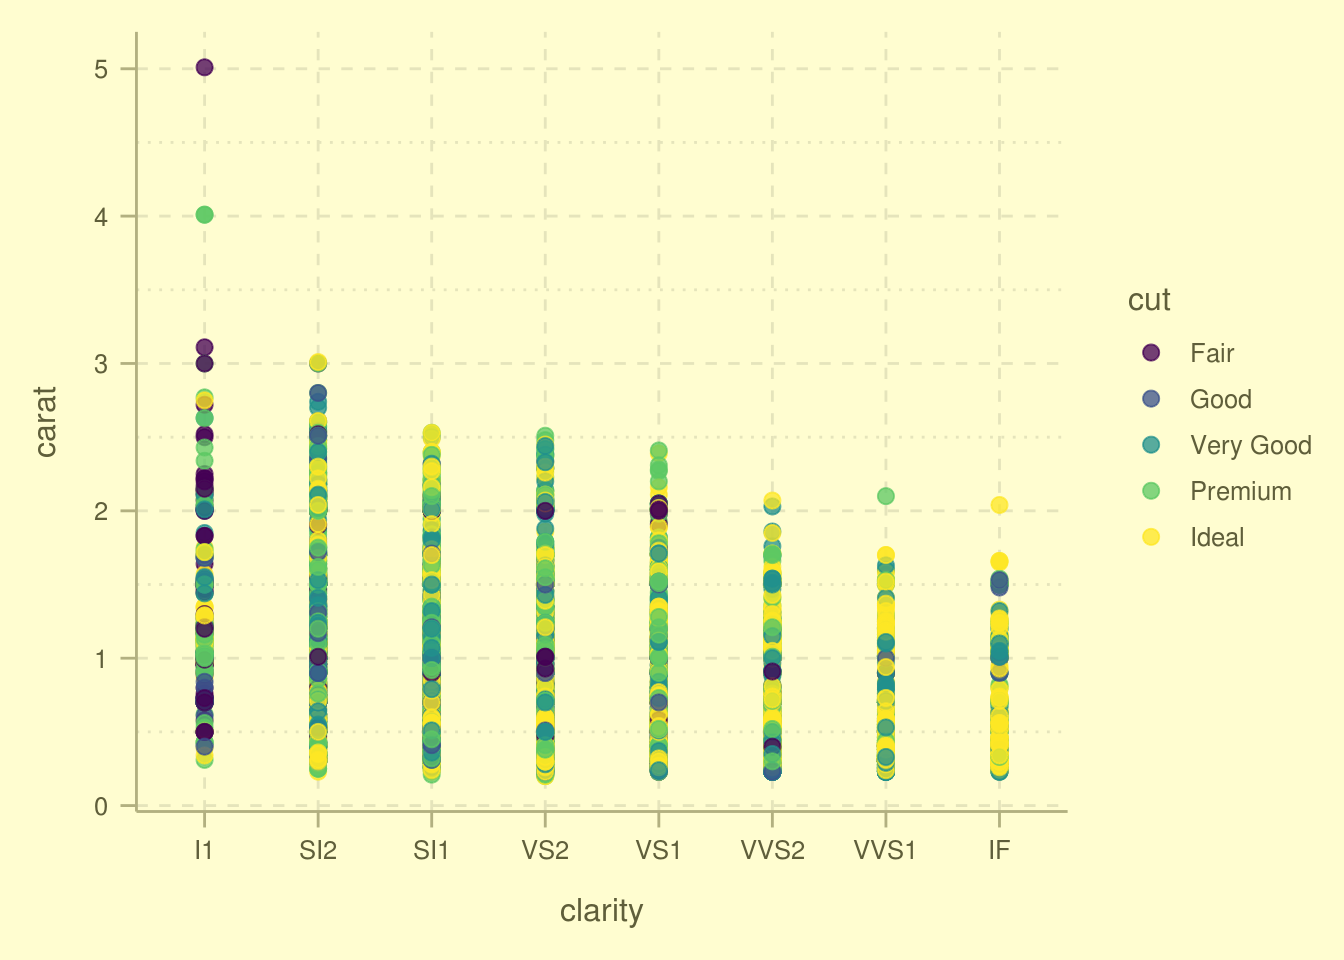 5
4
3
2
1
0
carat
I1 SI2 SI1 VS2 VS1 VVS2 VVS1 IF
clarity
cut
Fair
Good
Very Good
Premium
Ideal